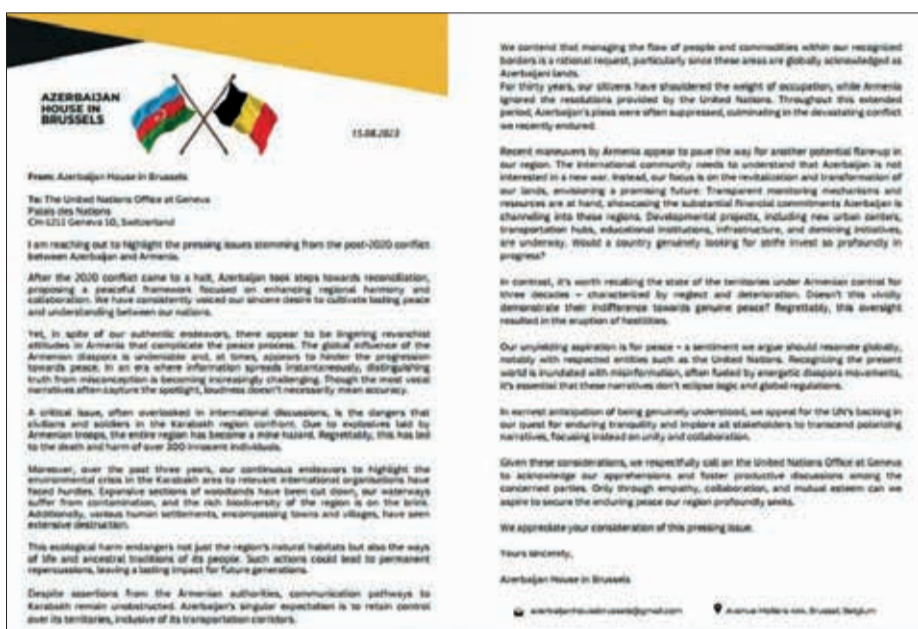 AZERBAIJAN
HOUSE IN
BRUSSELS
15.08.2023
From: Azerbaijan House in Brussels
To: The United Nations Office at Geneva
Palais des Nations
CH-1211 Geneva 10, Switzerland
I am reaching out to highlight the pressing issues stemming from the post-2020 conflict
between Azerbaijan and Armenia.
After the 2020 conflict came to a halt, Azerbaijan took steps towards reconciliation,
proposing a peaceful framework focused on enhancing regional harmony and
collaboration. We have consistently voiced our sincere desire to cultivate lasting peace
and understanding between our nations.
Yet, in spite of our authentic endeavors, there appear to be lingering revanchist
attitudes in Armenia that complicate the peace process. The global influence of the
Armenian diaspora is undeniable and, at times, appears to hinder the progression
towards peace. In an era where information spreads instantaneously, distinguishing
truth from misconception is becoming increasingly challenging. Though the most vocal
narratives often capture the spotlight, loudness doesn't necessarily mean accuracy.
A critical issue, often overlooked in international discussions, is the dangers that
civilians and soldiers in the Karabakh region confront. Due to explosives laid by
Armenian troops, the entire region has become a mine hazard. Regrettably, this has led
to the death and harm of over 300 innocent individuals.
Moreover, over the past three years, our continuous endeavors to highlight the
environmental crisis in the Karabakh area to relevant international organisations have
faced hurdles. Expansive sections of woodlands have been cut down, our waterways
suffer from contamination, and the rich biodiversity of the region is on the brink.
Additionally, various human settlements, encompassing towns and villages, have seen
extensive destruction.
This ecological harm endangers not just the region's natural habitats but also the ways
of life and ancestral traditions of its people. Such actions could lead to permanent
repercussions, leaving a lasting impact for future generations.
Despite assertions from the Armenian authorities, communication pathways to
Karabakh remain unobstructed. Azerbaijan's singular expectation is to retain control
over its territories, inclusive of its transportation corridors.
We contend that managing the flow of people and commodities within our recognized
borders is a rational request, particularly since these areas are globally acknowledged as
Azerbaijani lands.
For thirty years, our citizens have shouldered the weight of occupation, while Armenia
ignored the resolutions provided by the United Nations. Throughout this extended
period, Azerbaijan's pleas were often suppressed, culminating in the devastating conflict
we recently endured.
Recent maneuvers by Armenia appear to pave the way for another potential flare-up in
our region. The international community needs to understand that Azerbaijan is not
interested in a new war. Instead, our focus is on the revitalization and transformation of
our lands, envisioning a promising future. Transparent monitoring mechanisms and
resources are at hand, showcasing the substantial financial commitments Azerbaijan is
channeling into these regions. Developmental projects, including new urban centers,
transportation hubs, educational institutions, infrastructure, and demining initiatives,
are underway. Would a country genuinely looking for strife invest so profoundly in
progress?
In contrast, it's worth recalling the state of the territories under Armenian control for
three decades – characterized by neglect and deterioration. Doesn't this vividly
demonstrate their indifference towards genuine peace? Regrettably, this oversight
resulted in the eruption of hostilities.
Our unyielding aspiration is for peace – a sentiment we argue should resonate globally,
notably with respected entities such as the United Nations. Recognizing the present
world is inundated with misinformation, often fueled by energetic diaspora movements,
it's essential that these narratives don't eclipse logic and global regulations.
In earnest anticipation of being genuinely understood, we appeal for the UN's backing in
our quest for enduring tranquility and implore all stakeholders to transcend polarizing
narratives, focusing instead on unity and collaboration.
Given these considerations, we respectfully call on the United Nations Office at Geneva
to acknowledge our apprehensions and foster productive discussions among the
concerned parties. Only through empathy, collaboration, and mutual esteem can we
aspire to secure the enduring peace our region profoundly seeks.
We appreciate your consideration of this pressing issue.
Yours sincerely,
Azerbaijan House in Brussels
azerbaijanhousebrussels@gmail.com
Avenue Brussel, Belgium